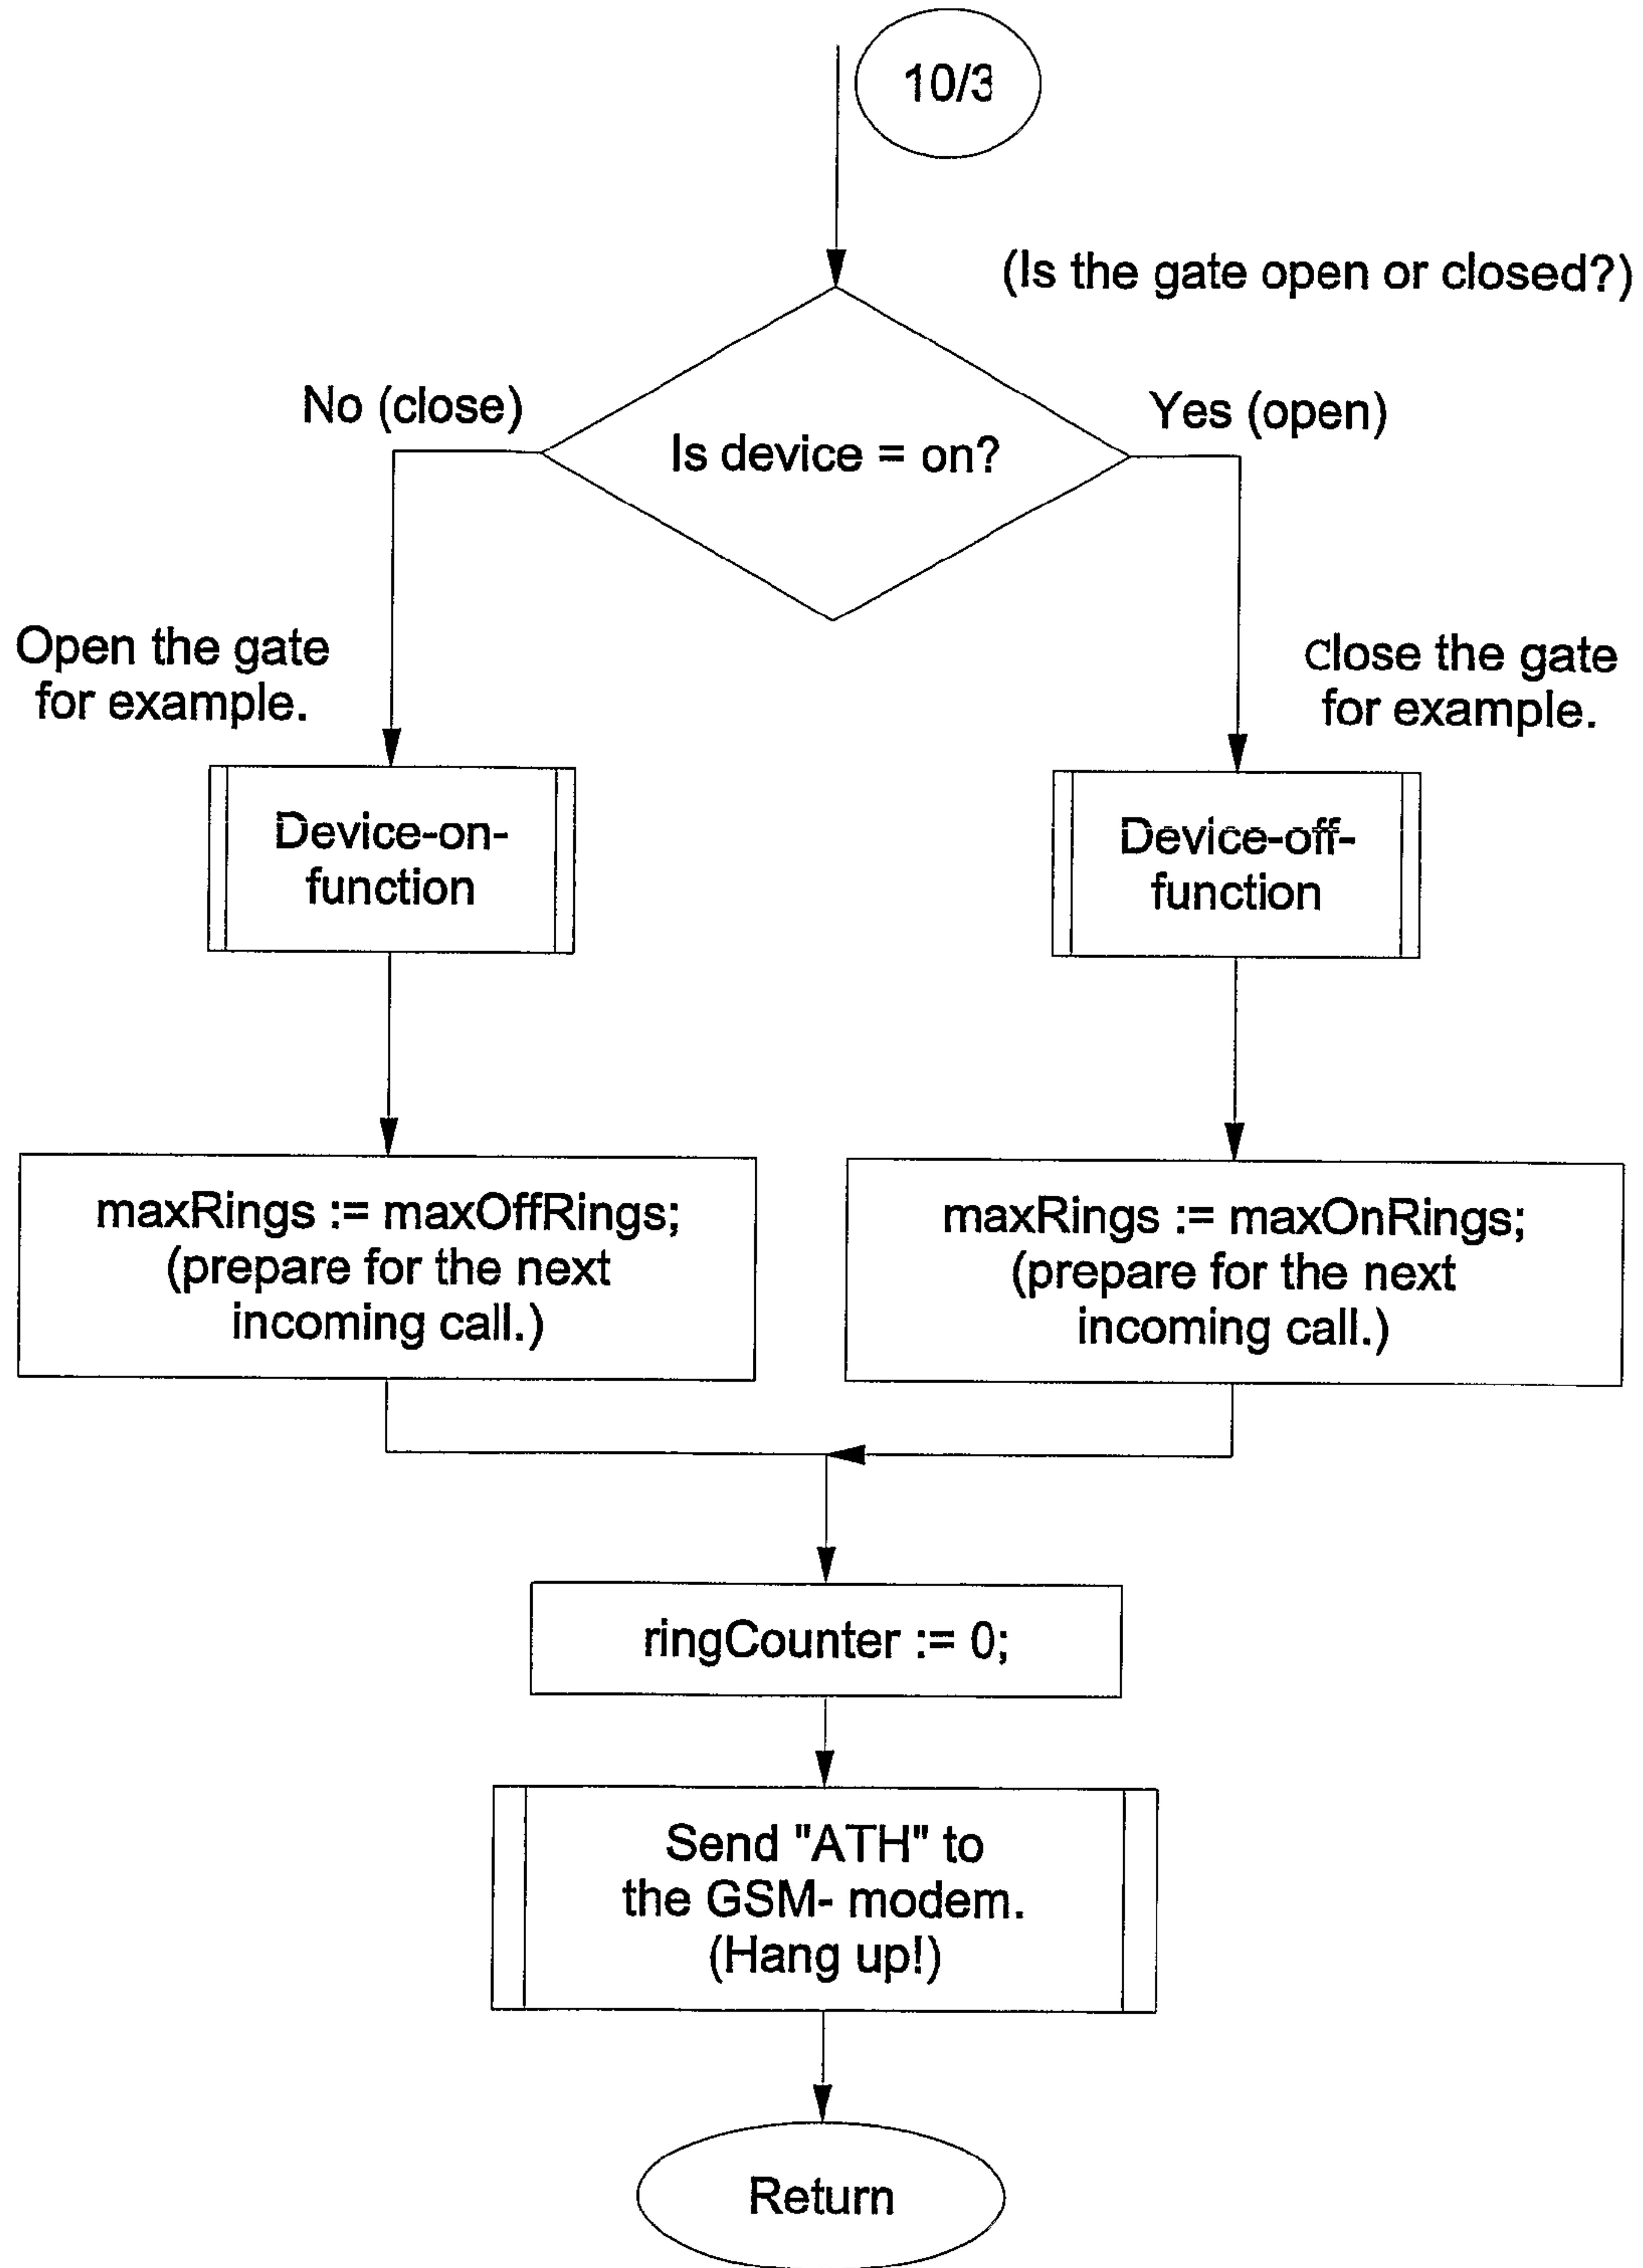 10/3
(Is the gate open or closed?)
No (close)
Yes (open)
Is device = on?
Open the gate
for example.
Close the gate
for example.
Device-on-
function
Device-off-
function
maxRings := maxOffRings;
(prepare for the next
incoming call.)
maxRings := maxOnRings;
(prepare for the next
incoming call.)
ringCounter := 0;
Send "ATH" to
the GSM- modem.
(Hang up!)
Return